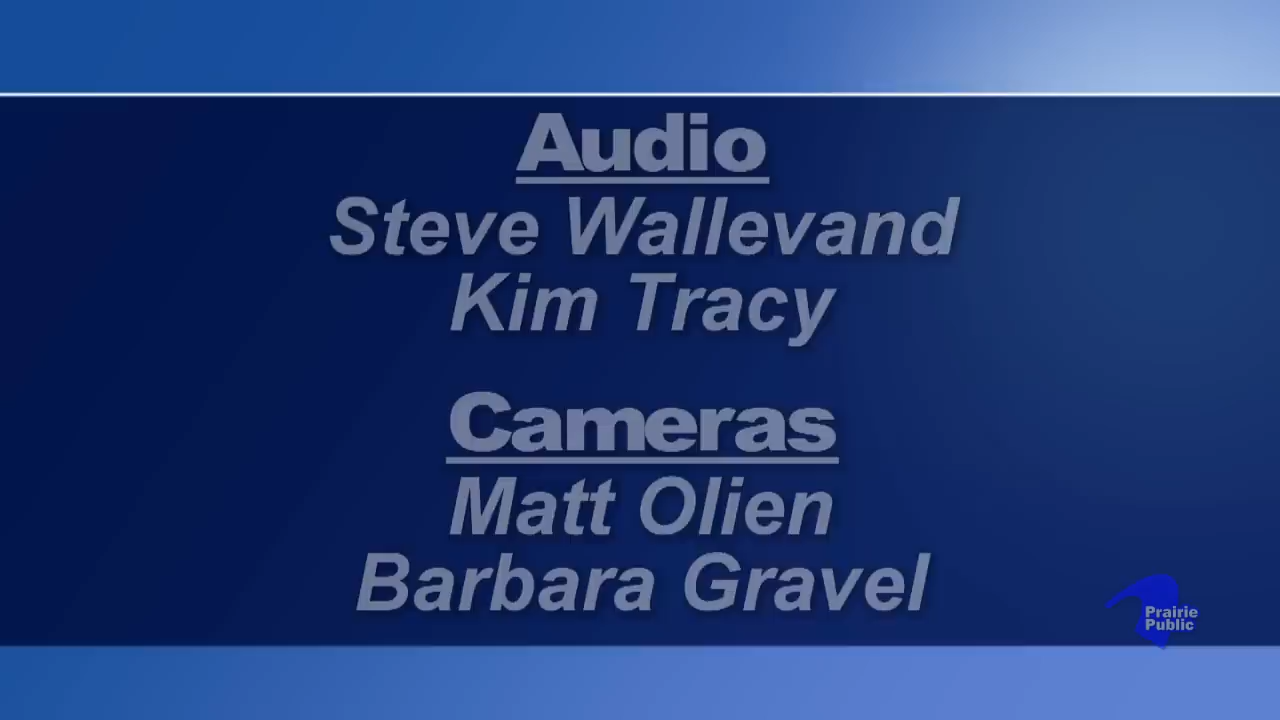 Audio
Steve Wallevand
Kim Tracy
Cameras
Matt Olien
Barbara Gravel
Prairie
Public